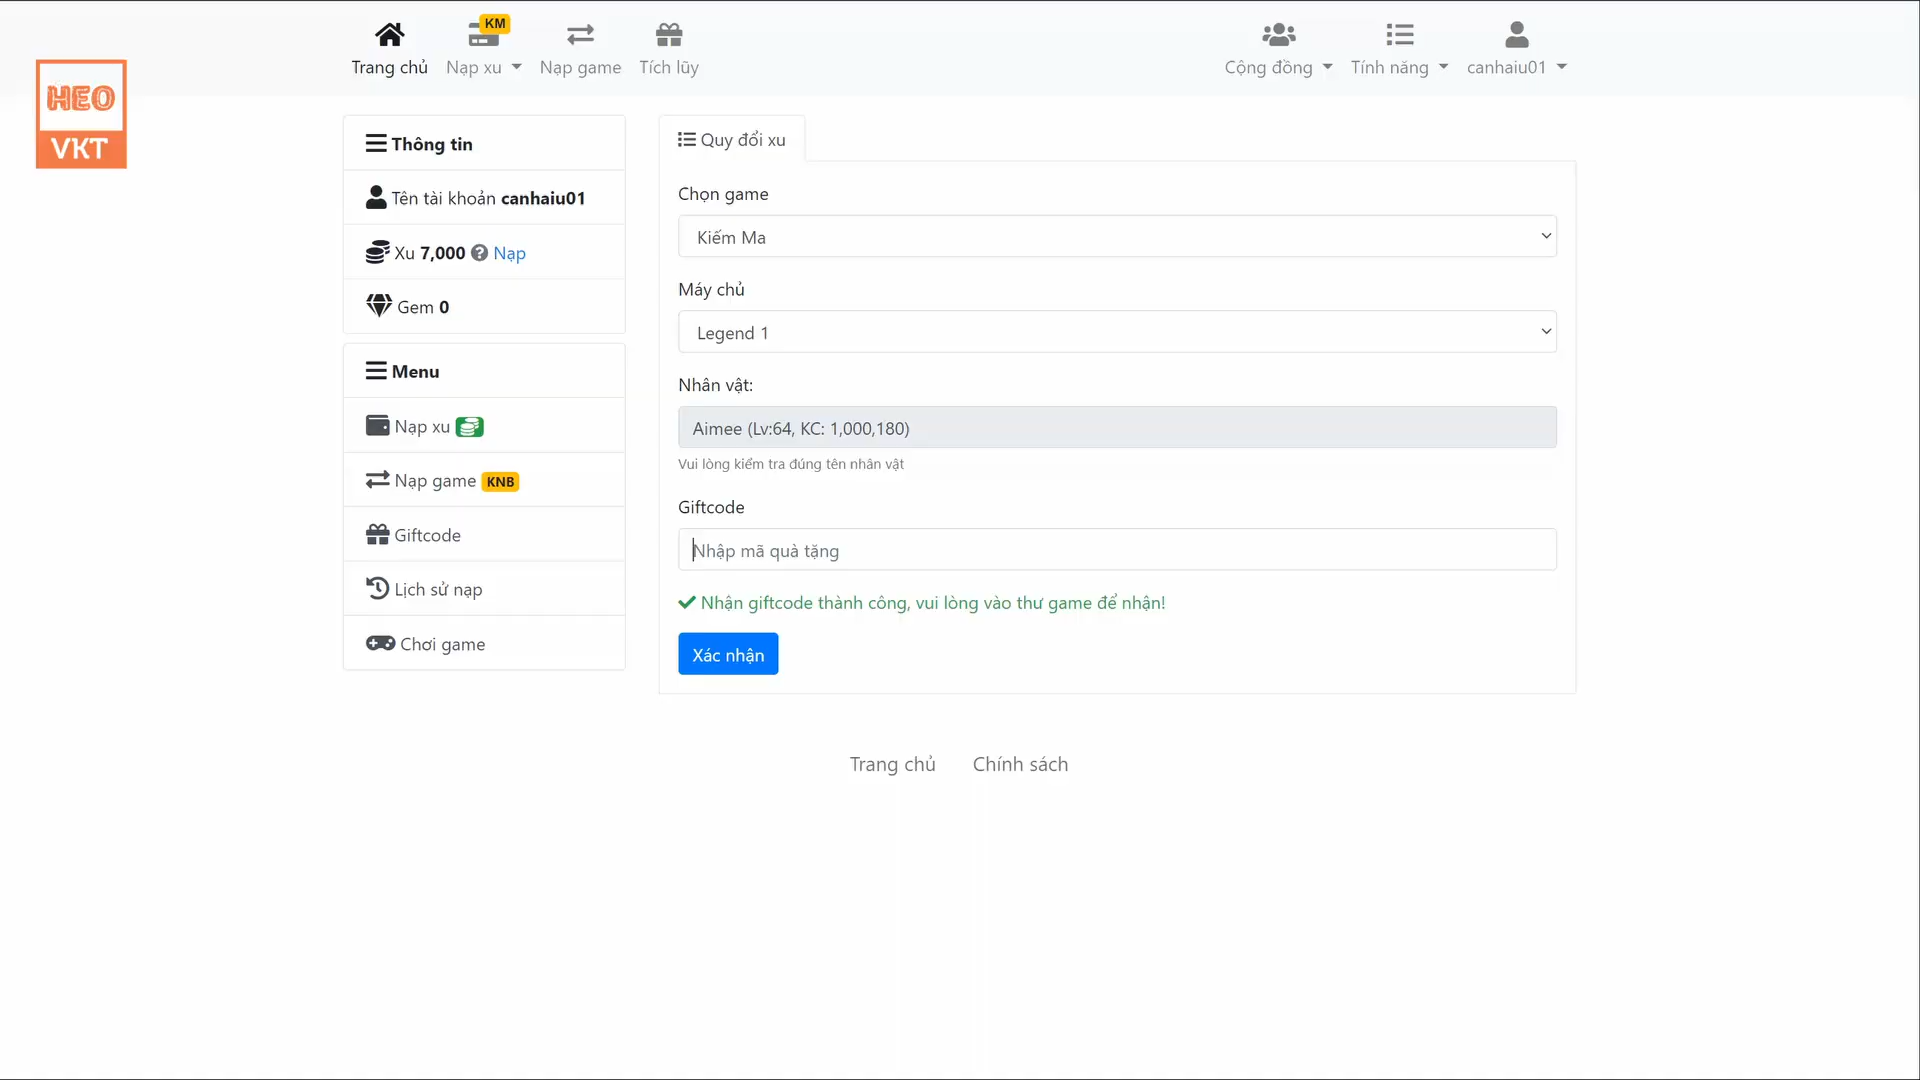 KM
Trang chủ
Nạp xu
Nạp game
Tích lũy
Cộng đồng
Tính năng
canhaiu01
HEO
VKT
Thông tin
Tên tài khoản canhaiu01
Xu 7,000 Nạp
Gem 0
Menu
Nạp xu
Nạp game KNB
Giftcode
Lịch sử nạp
Chơi game
Quy đổi xu
Chọn game
Kiếm Ma
Máy chủ
Legend 1
Nhân vật:
Aimee (Lv:64, KC: 1,000,180)
Vui lòng kiểm tra đúng tên nhân vật
Giftcode
Nhập mã quà tặng
Nhận giftcode thành công, vui lòng vào thư game để nhận!
Xác nhận
Trang chủ
Chính sách